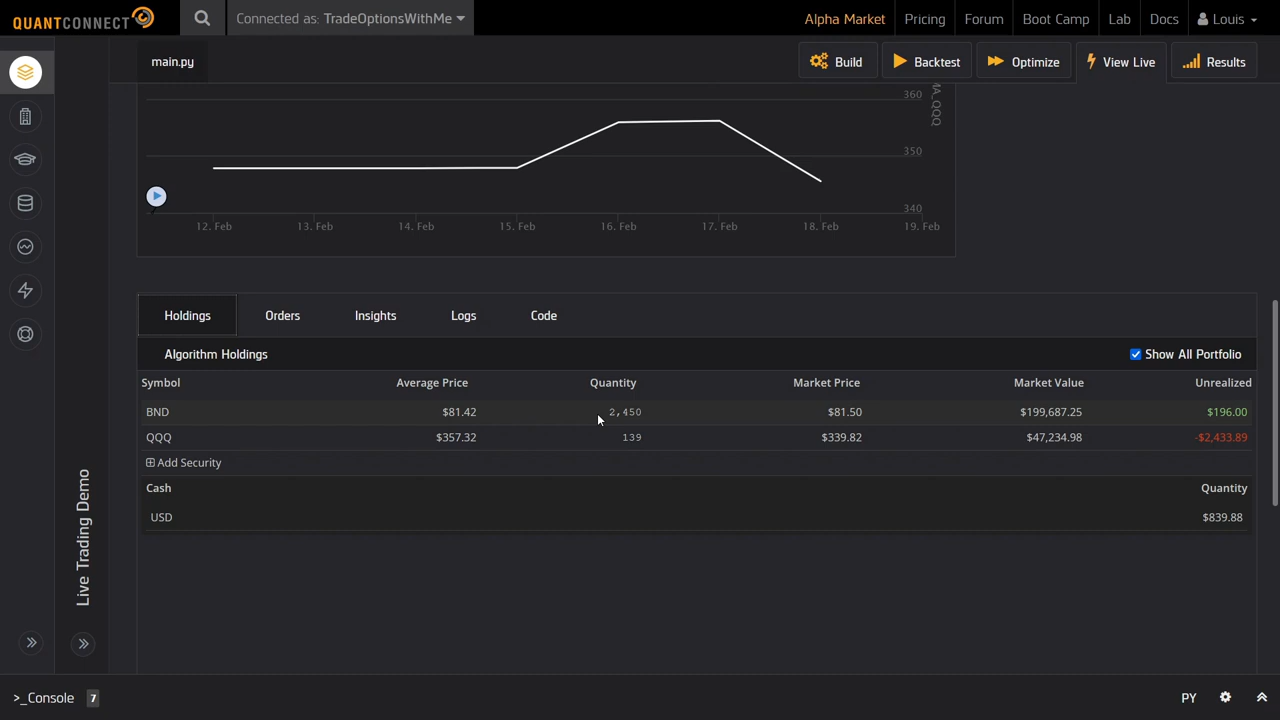 QUANTCONNECT
Connected as: TradeOptionsWithMe
Alpha Market
Pricing
Forum
Boot Camp
Lab
Docs
Louis
main.py
Build
Backtest
Optimize
View Live
Results
360
350
340
MA_QQQ
12. Feb
13. Feb
14. Feb
15. Feb
16. Feb
17. Feb
18. Feb
19. Feb
Holdings
Orders
Insights
Logs
Code
Algorithm Holdings
Show All Portfolio
Symbol
Average Price
Quantity
Market Price
Market Value
Unrealized
BND
$81.42
2,450
$81.50
$199,687.25
$196.00
QQQ
$357.32
139
$339.82
$47,234.98
-$2,433.89
Add Security
Cash
Quantity
USD
$839.88
Live Trading Demo
>_Console
7
PY